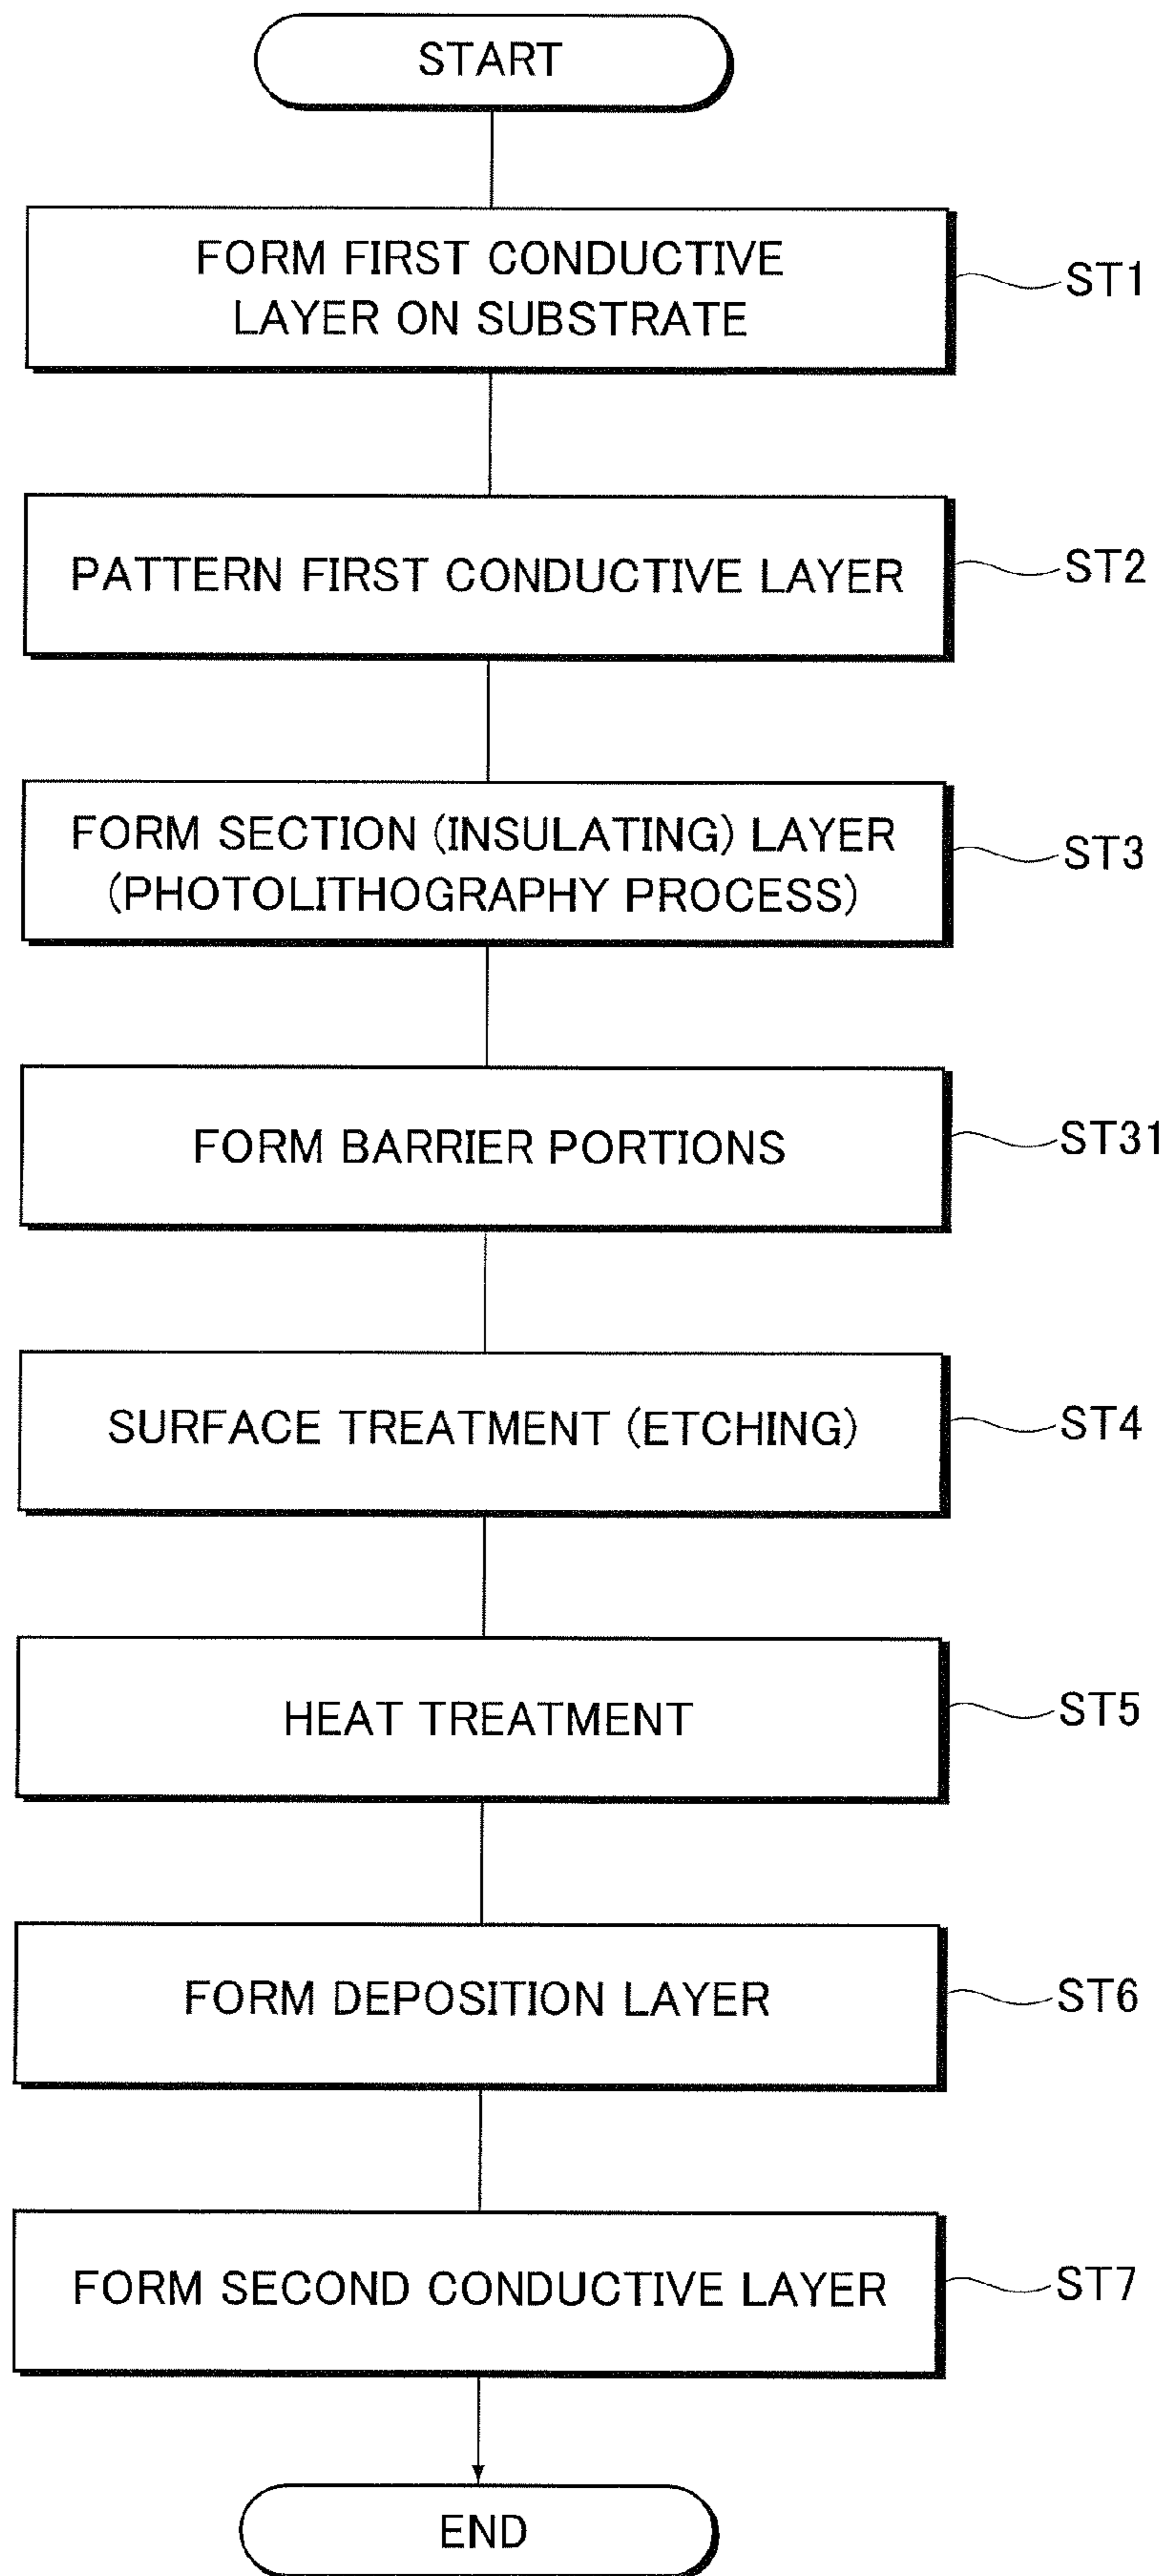 START
FORM FIRST CONDUCTIVE
LAYER ON SUBSTRATE
ST1
PATTERN FIRST CONDUCTIVE LAYER
ST2
FORM SECTION (INSULATING) LAYER
(PHOTOLITHOGRAPHY PROCESS)
ST3
FORM BARRIER PORTIONS
ST31
SURFACE TREATMENT (ETCHING)
ST4
HEAT TREATMENT
ST5
FORM DEPOSITION LAYER
ST6
FORM SECOND CONDUCTIVE LAYER
ST7
END